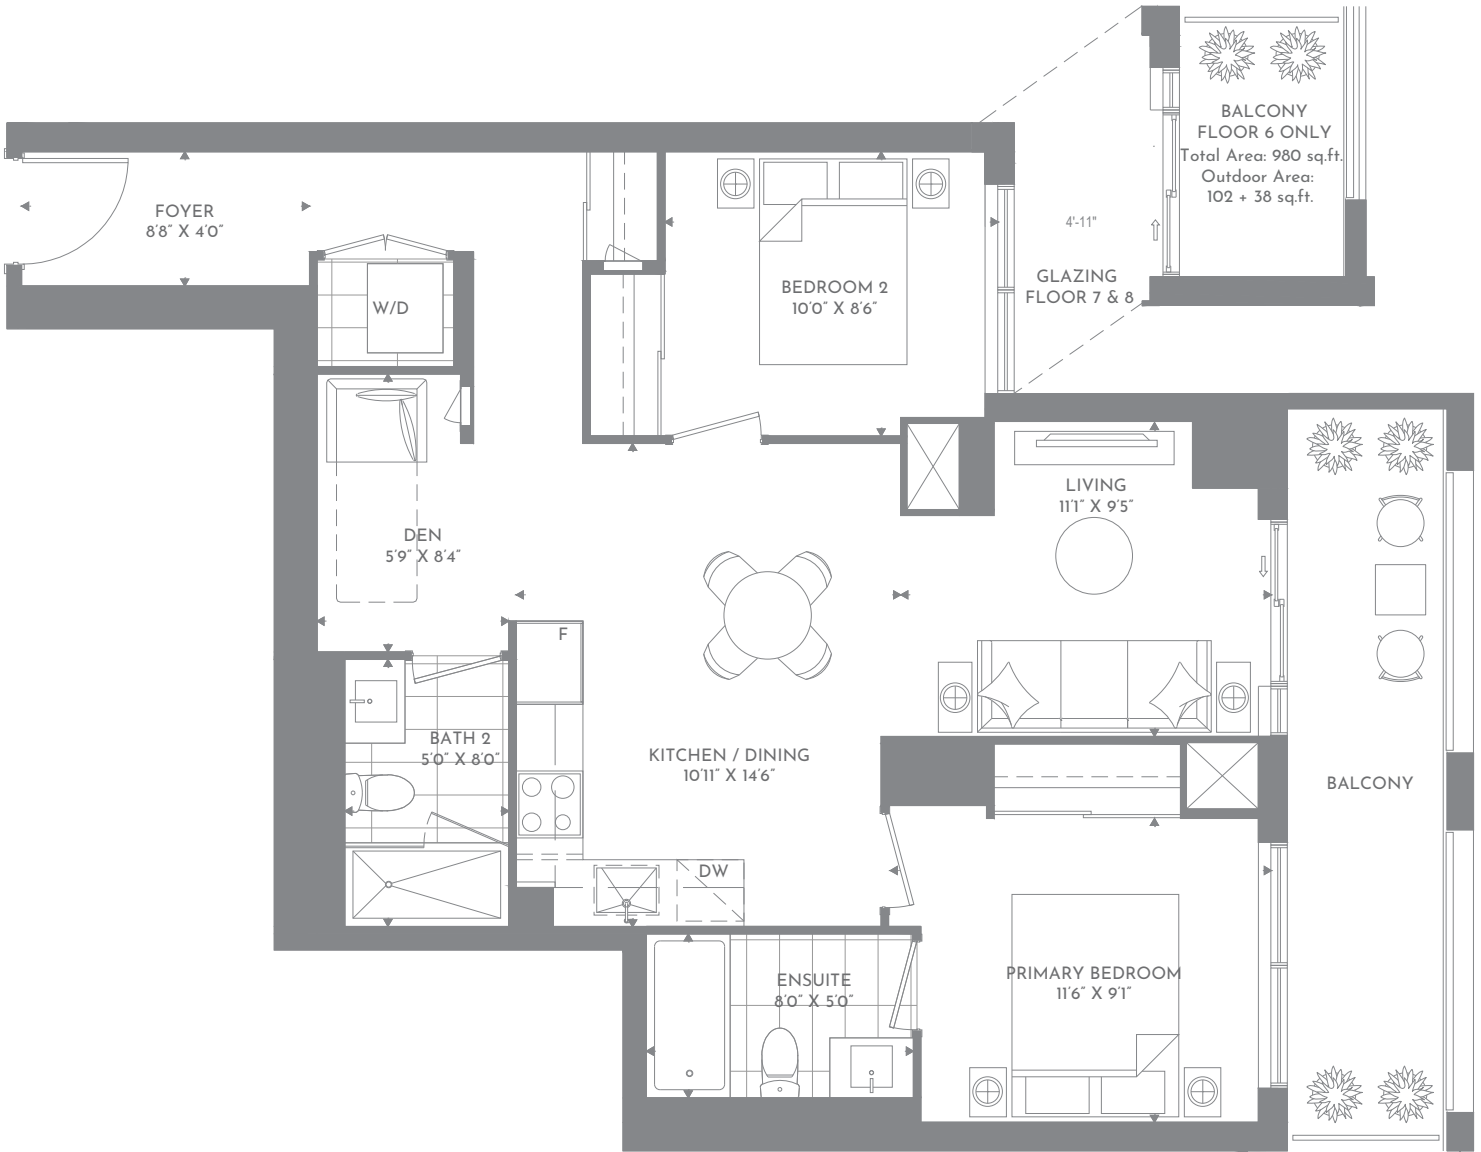 BALCONY
FLOOR 6 ONLY
Total Area: 980 sq.ft.
Outdoor Area:
102 + 38 sq.ft.
FOYER
8'8" X 4'0"
4'-11"
GLAZING
FLOOR 7 & 8
W/D
BEDROOM 2
10'0" X 8'6"
LIVING
11'1" X 9'5"
DEN
5'9" X 8'4"
F
BATH 2
5'0" X 8'0"
KITCHEN / DINING
10'11" X 14'6"
BALCONY
DW
ENSUITE
8'0" X 5'0"
PRIMARY BEDROOM
11'6" X 9'1"